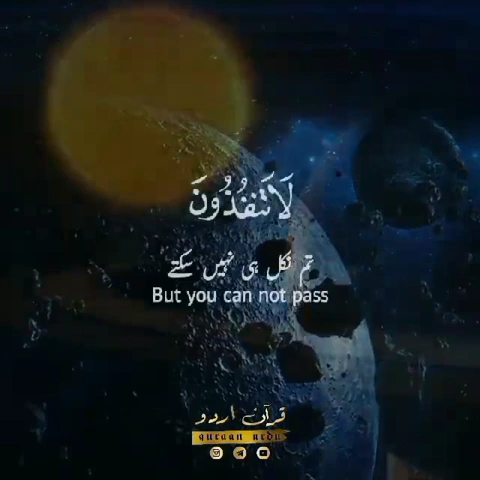 لَا تَنفُذُونَ
تم نکل ہی نہیں سکتے
But you can not pass
قرآن اردو
quraan urdu